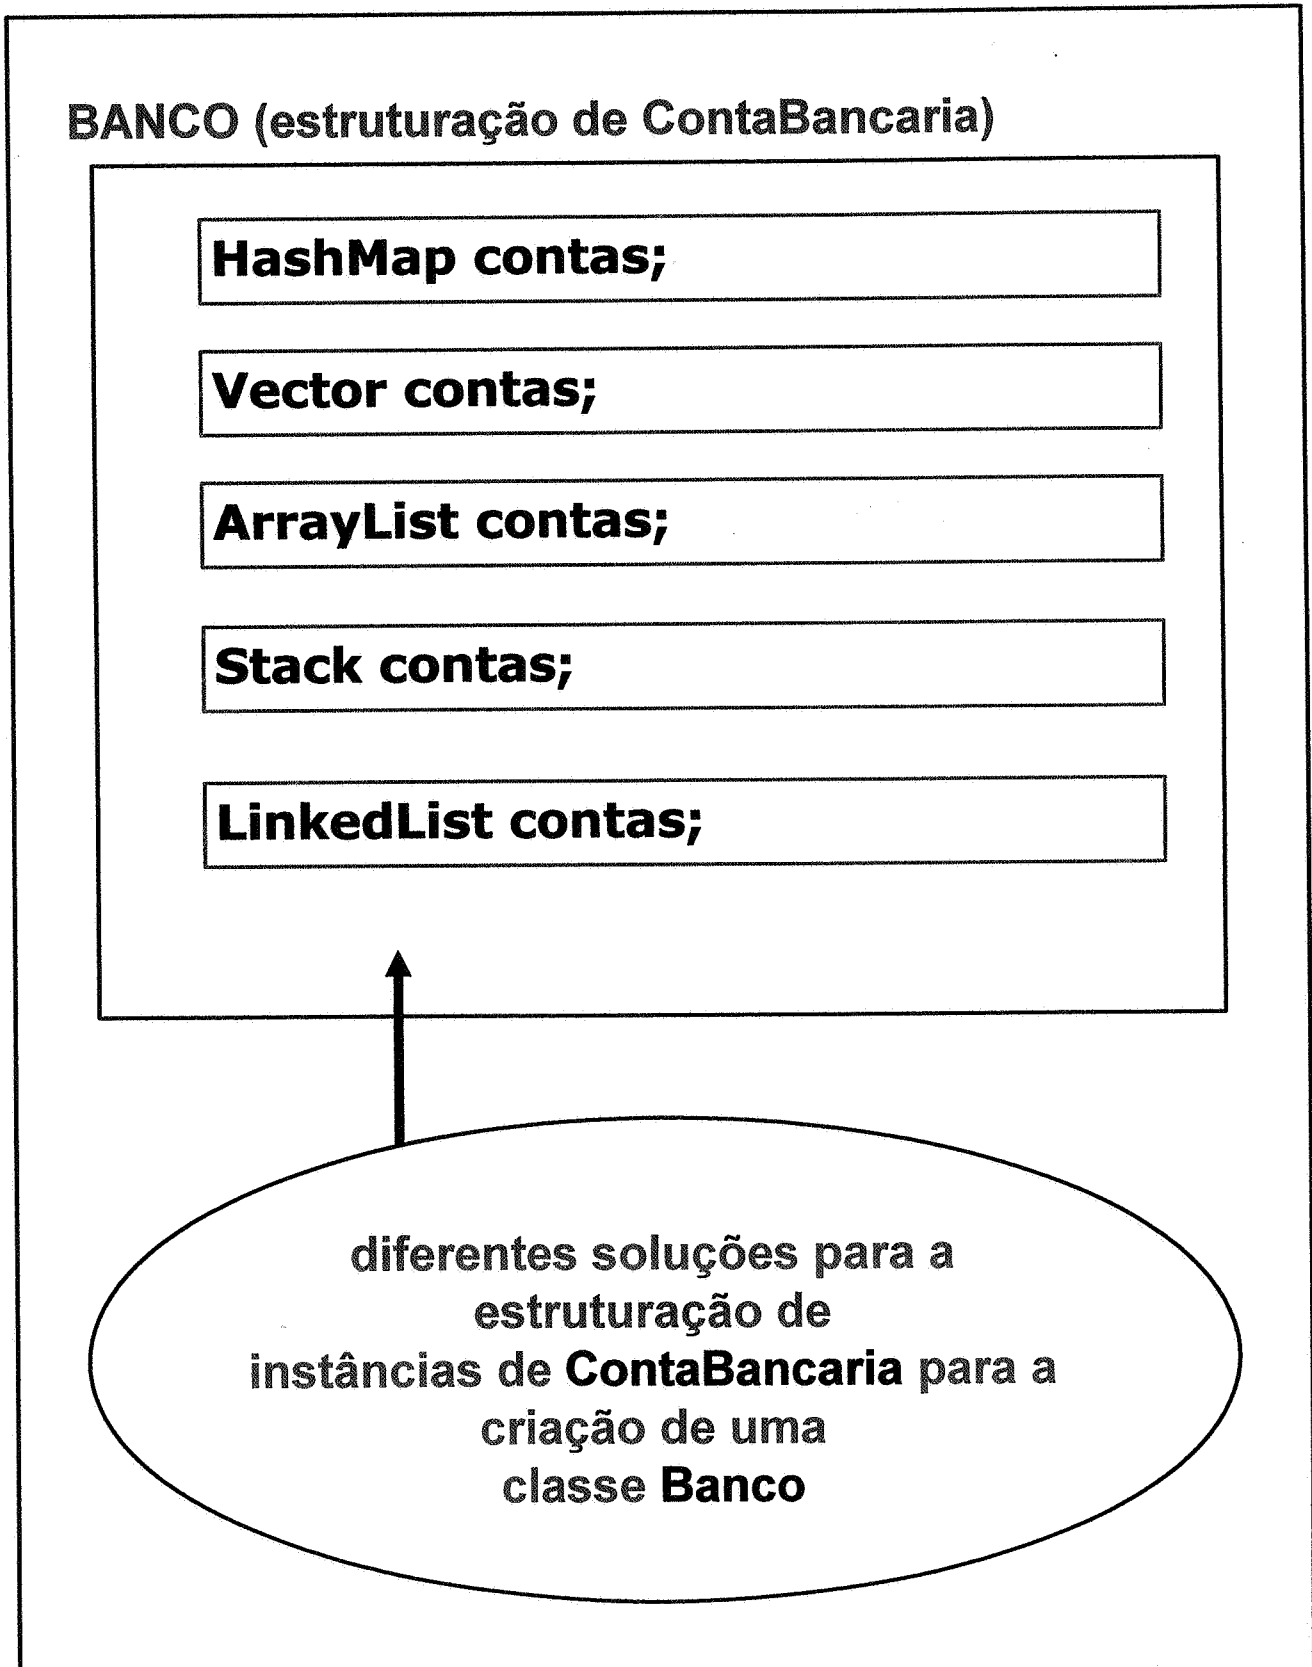 BANCO (estruturação de ContaBancaria)
HashMap contas;
Vector contas;
ArrayList contas;
Stack contas;
LinkedList contas;
diferentes soluções para a
estruturação de
instâncias de ContaBancaria para a
criação de uma
classe Banco